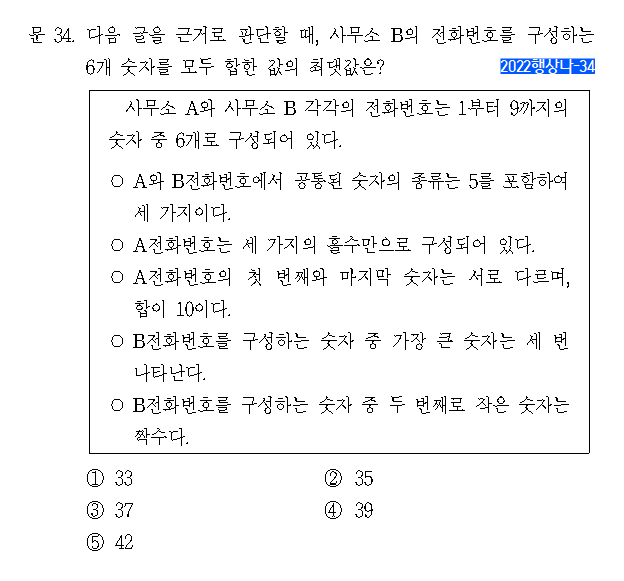 문 34. 다음 글을 근거로 판단할 때, 사무소 B의 전화번호를 구성하는
6개 숫자를 모두 합한 값의 최댓값은? 2022행상나-34
사무소 A와 사무소 B 각각의 전화번호는 1부터 9까지의
숫자 중 6개로 구성되어 있다.
○ A와 B전화번호에서 공통된 숫자의 종류는 5를 포함하여
세 가지이다.
○ A전화번호는 세 가지의 홀수만으로 구성되어 있다.
○ A전화번호의 첫 번째와 마지막 숫자는 서로 다르며,
합이 10이다.
○ B전화번호를 구성하는 숫자 중 가장 큰 숫자는 세 번
나타난다.
○ B전화번호를 구성하는 숫자 중 두 번째로 작은 숫자는
짝수다.
① 33 ② 35
③ 37 ④ 39
⑤ 42